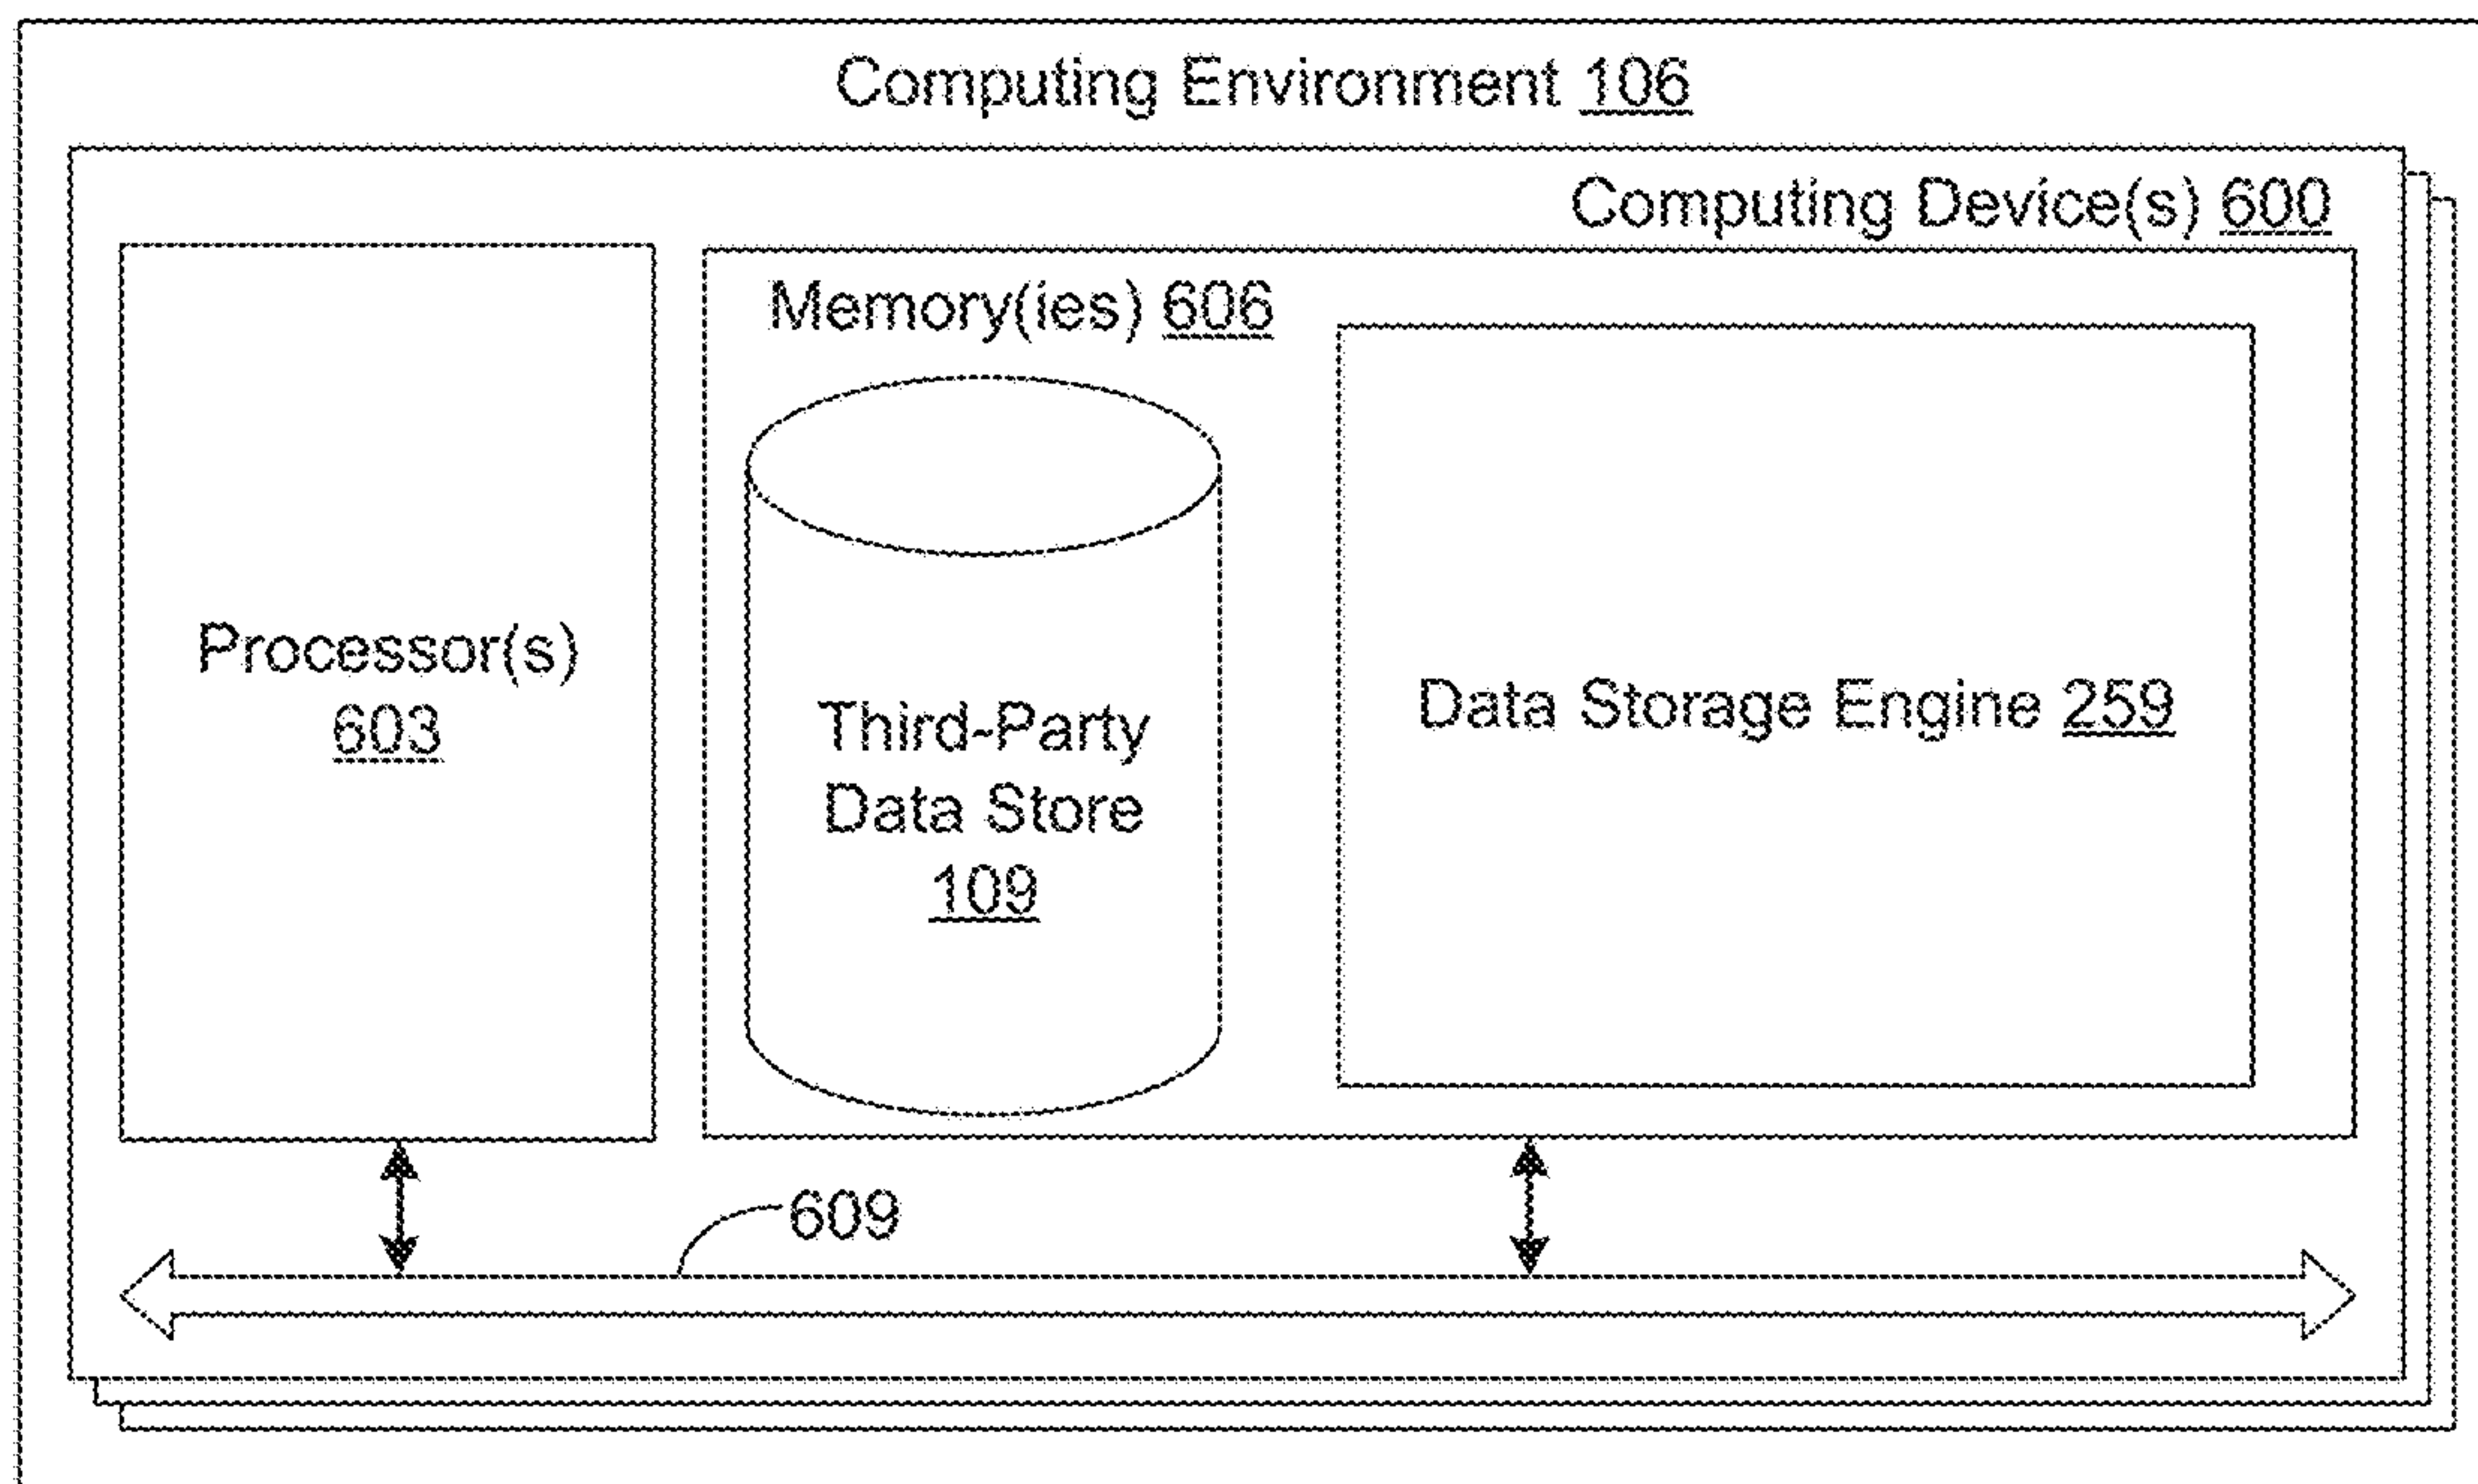 Computing Environment 106
Computing Device(s) 600
Memory(ies) 606
Processor(s)
603
Third-Party
Data Store
109
Data Storage Engine 259
609